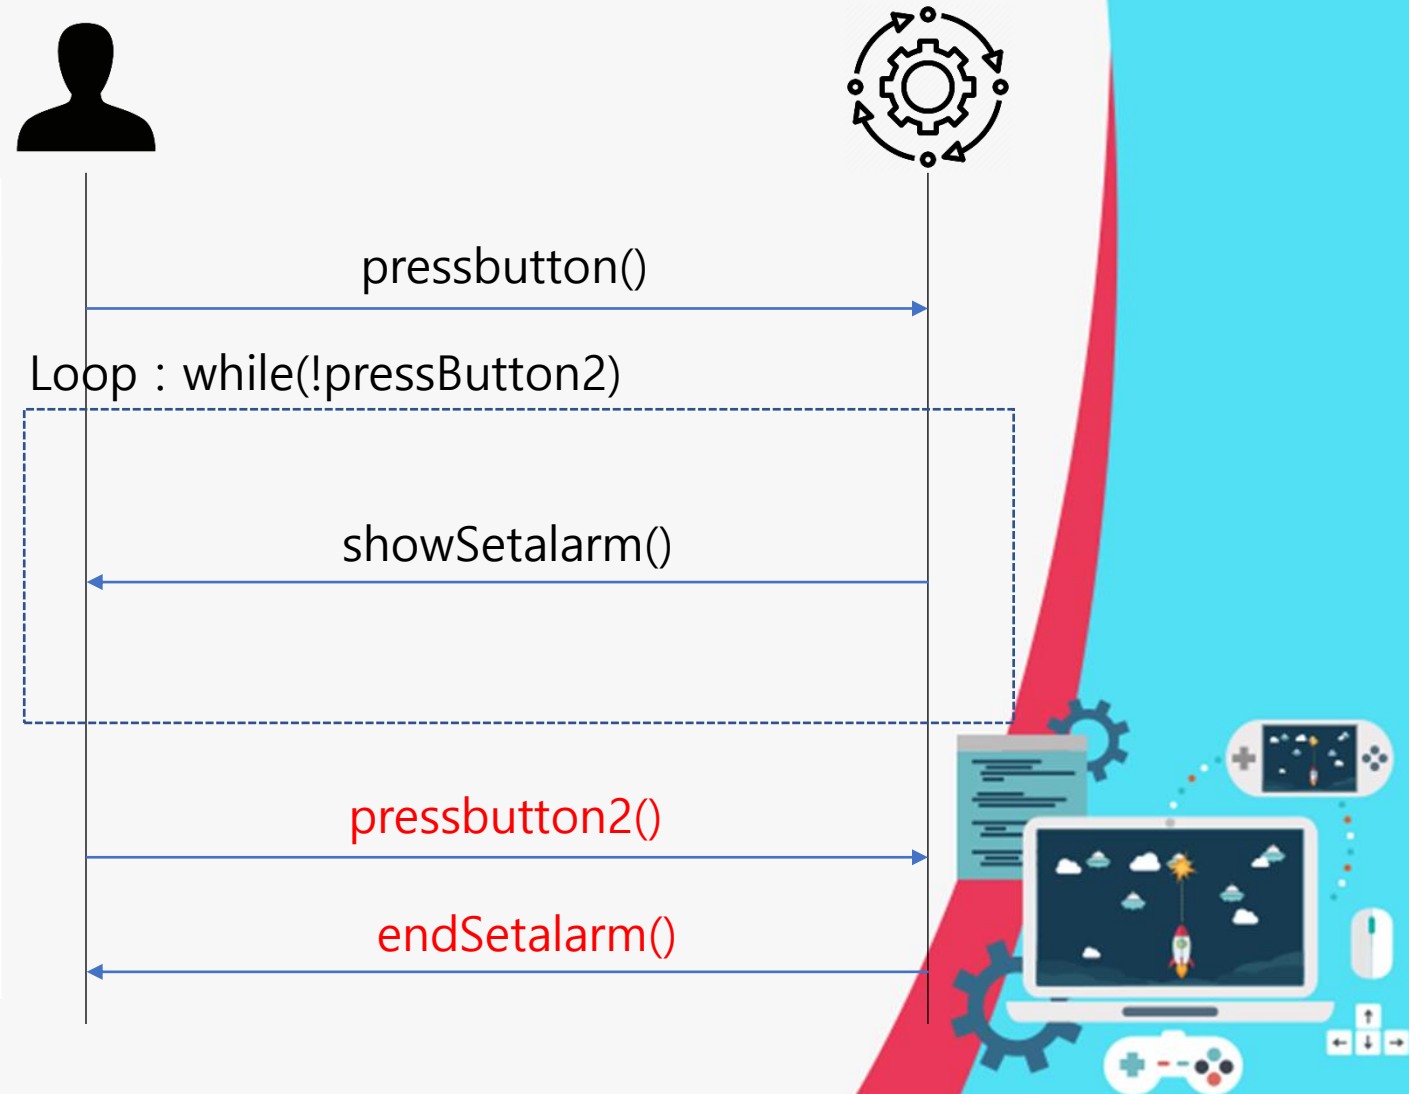 pressbutton()
Loop : while(!pressButton2)
showSetalarm()
pressbutton2()
endSetalarm()